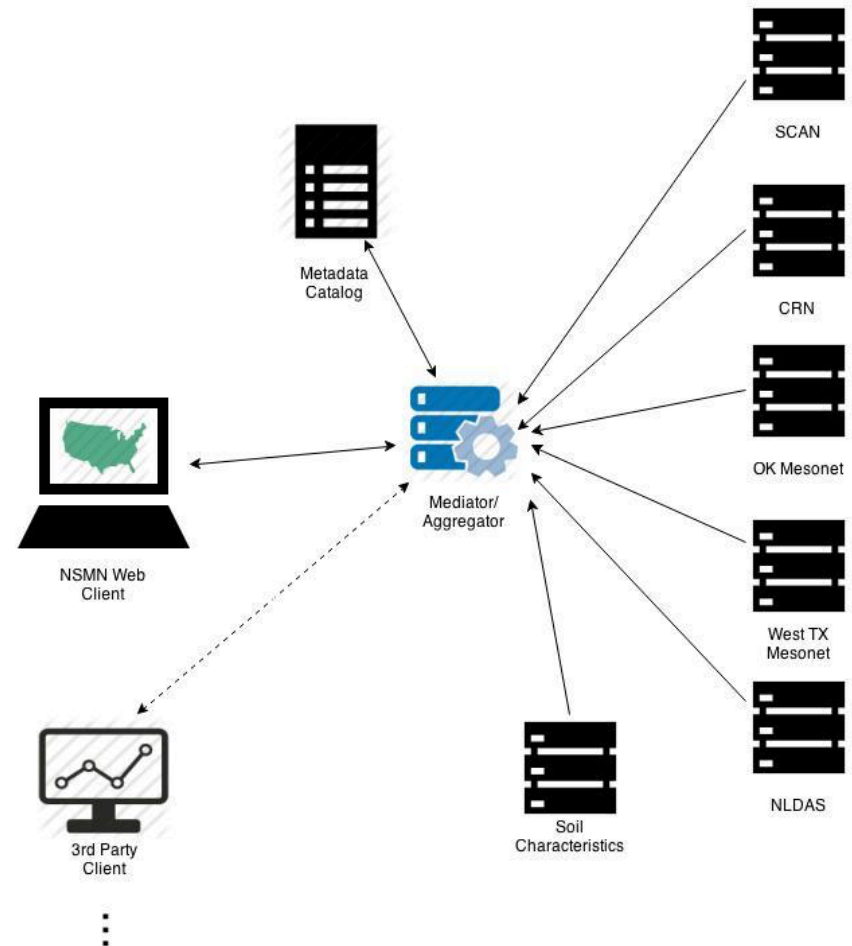 SCAN
Metadata
Catalog
CRN
OK Mesonet
Mediator/
Aggregator
NSMN Web
Client
West TX
Mesonet
NLDAS
Soil
Characteristics
3rd Party
Client